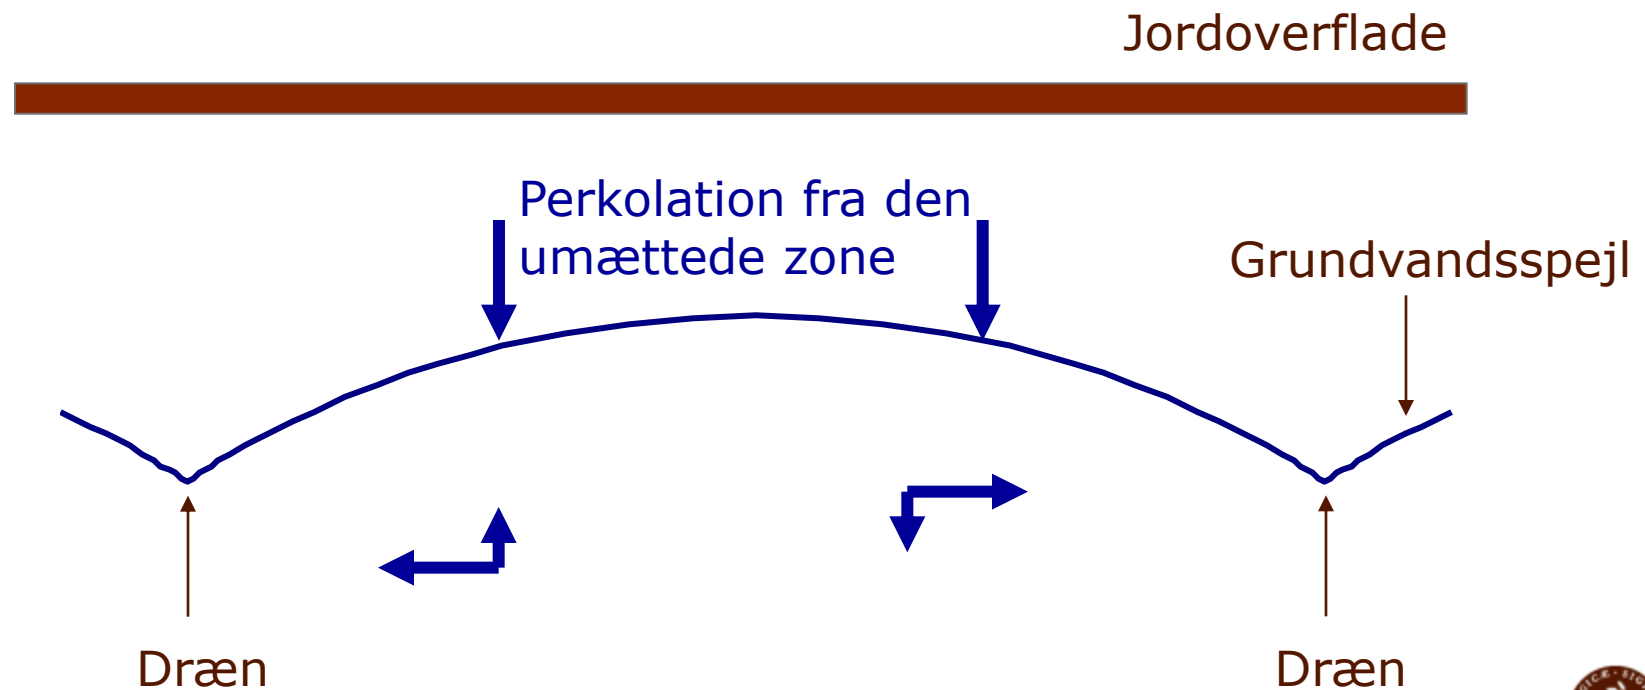 Jordoverflade
Perkolation fra den
umættede zone
Grundvandsspejl
Dræn
Dræn